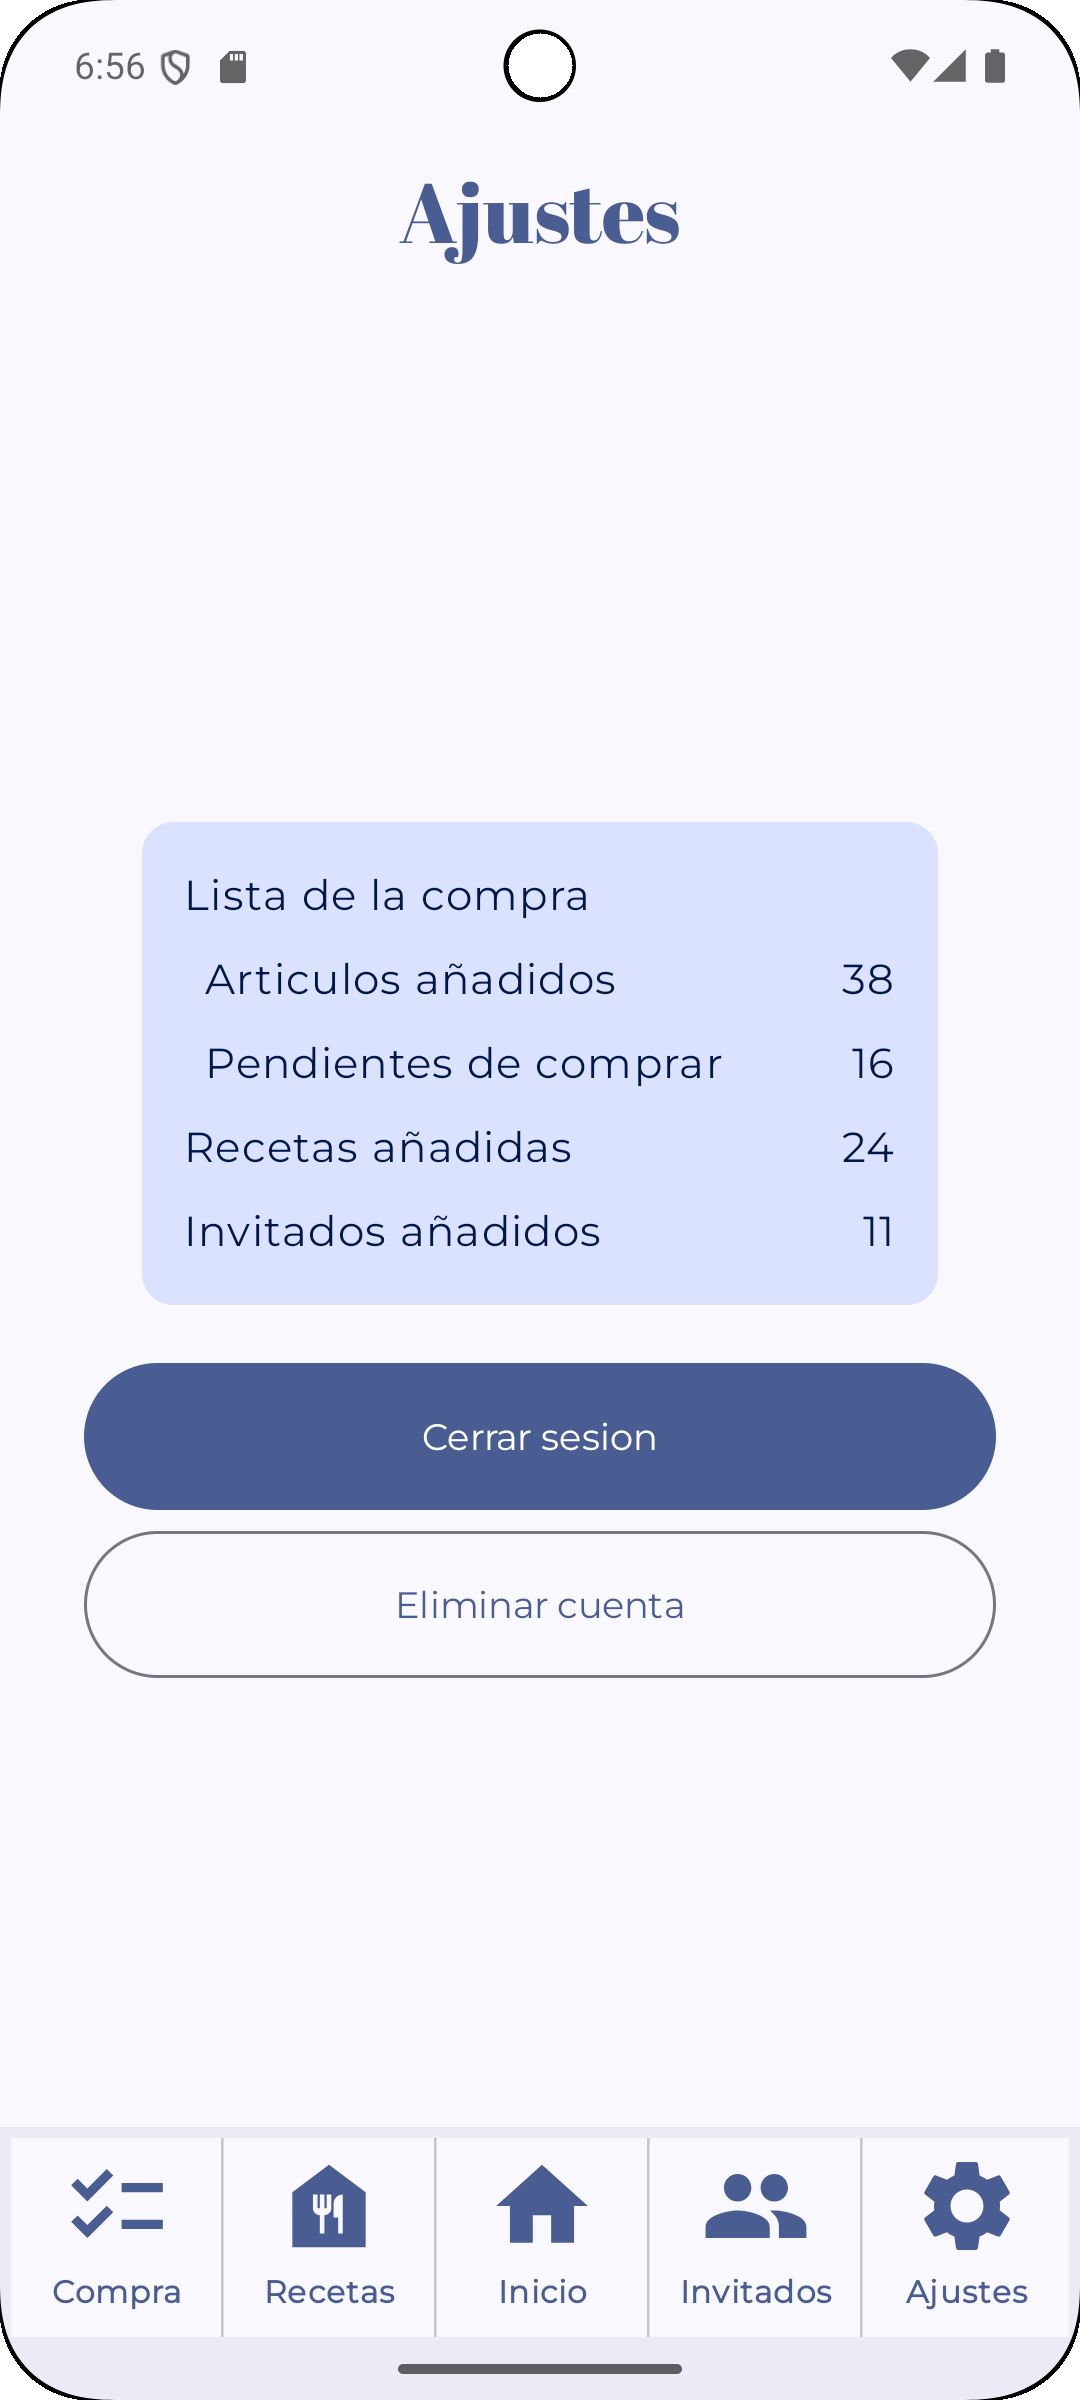 6:56
Ajustes
Lista de la compra
Articulos añadidos 38
Pendientes de comprar 16
Recetas añadidas 24
Invitados añadidos 11
Cerrar sesion
Eliminar cuenta
Compra Recetas Inicio Invitados Ajustes